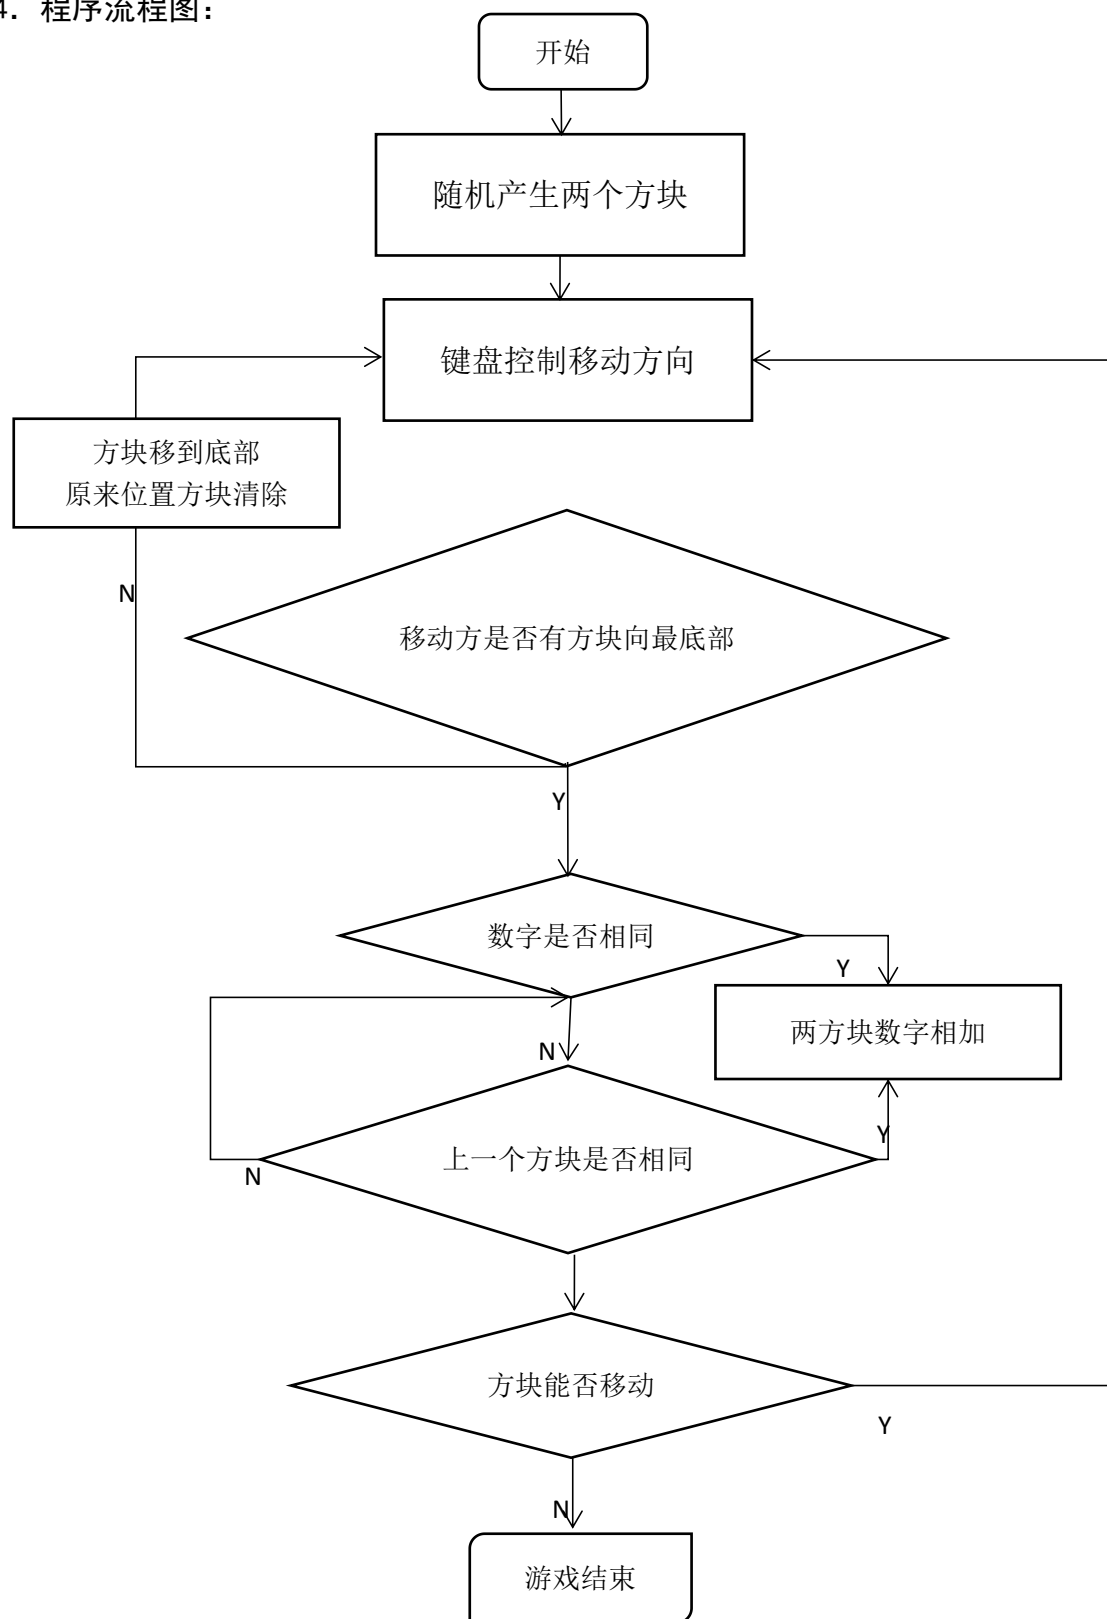 4. 程序流程图:
开始
随机产生两个方块
键盘控制移动方向
方块移到底部
原来位置方块清除
N
移动方是否有方块向最底部
Y
数字是否相同
Y
两方块数字相加
N
Y
上一个方块是否相同
N
方块能否移动
Y
N
游戏结束